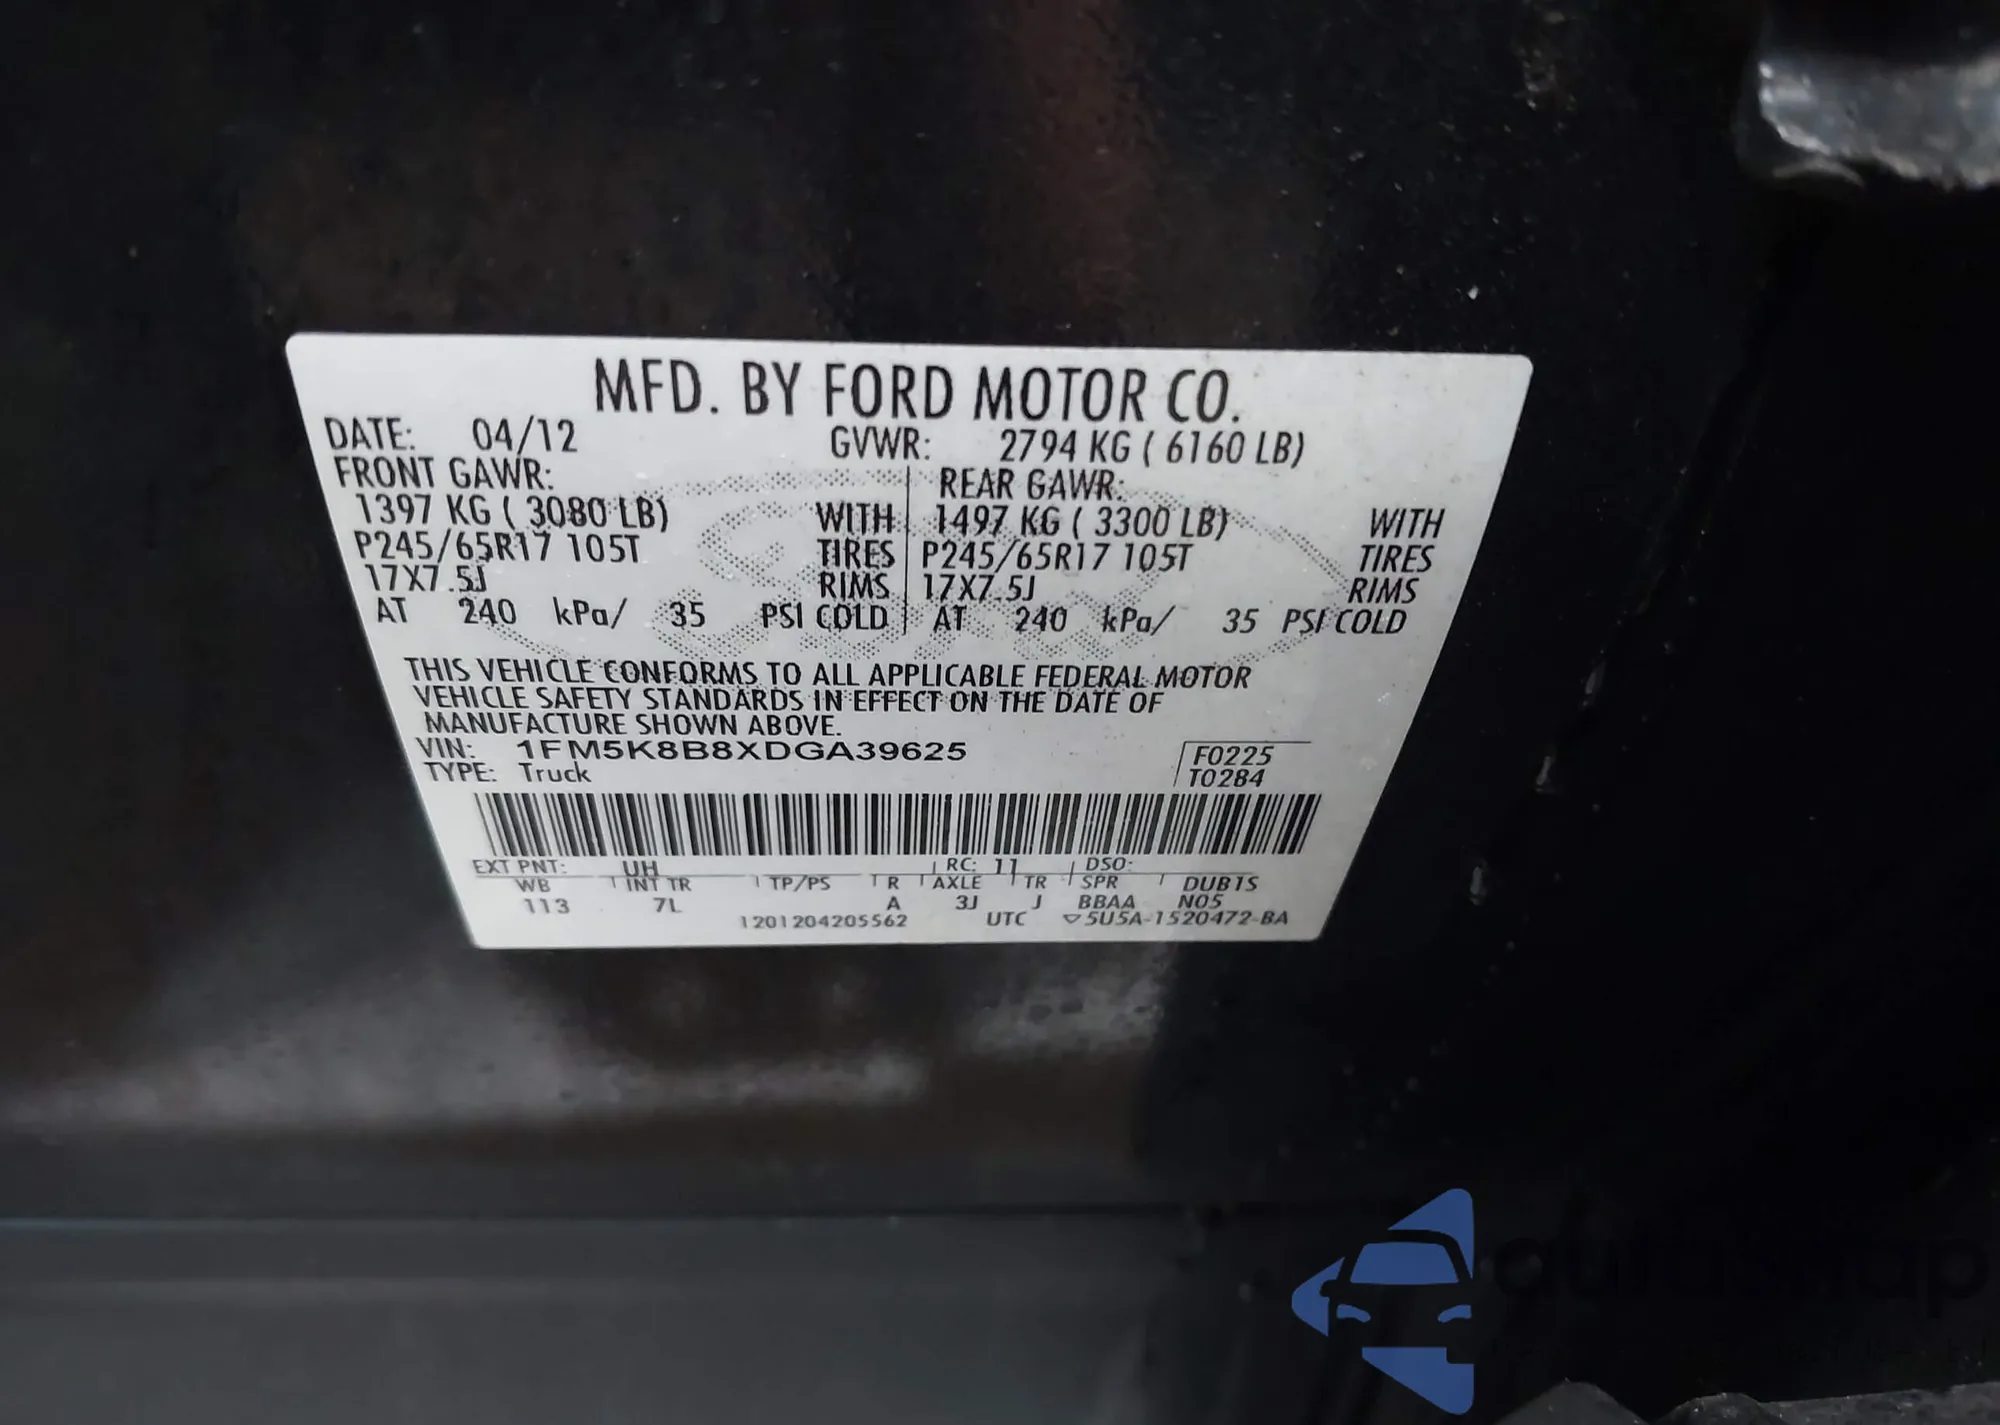 MFD. BY FORD MOTOR CO.
DATE: 04/12 GVWR: 2794 KG ( 6160 LB)
FRONT GAWR: REAR GAWR:
1397 KG ( 3080 LB) WITH 1497 KG ( 3300 LB) WITH
P245/65R17 105T TIRES P245/65R17 105T TIRES
17X7.5J RIMS 17X7.5J RIMS
AT 240 kPa/ 35 PSI COLD AT 240 kPa/ 35 PSI COLD
THIS VEHICLE CONFORMS TO ALL APPLICABLE FEDERAL MOTOR
VEHICLE SAFETY STANDARDS IN EFFECT ON THE DATE OF
MANUFACTURE SHOWN ABOVE.
VIN: 1FM5K8B8XDGA39625 F0225
TYPE: Truck T0284
EXT PNT: UH RC: 11 DSO:
WB INT TR TP/PS R AXLE TR SPR DUB1S
113 7L A 3J J BBAA N05
1201204205562 UTC ▽5U5A-1520472-BA